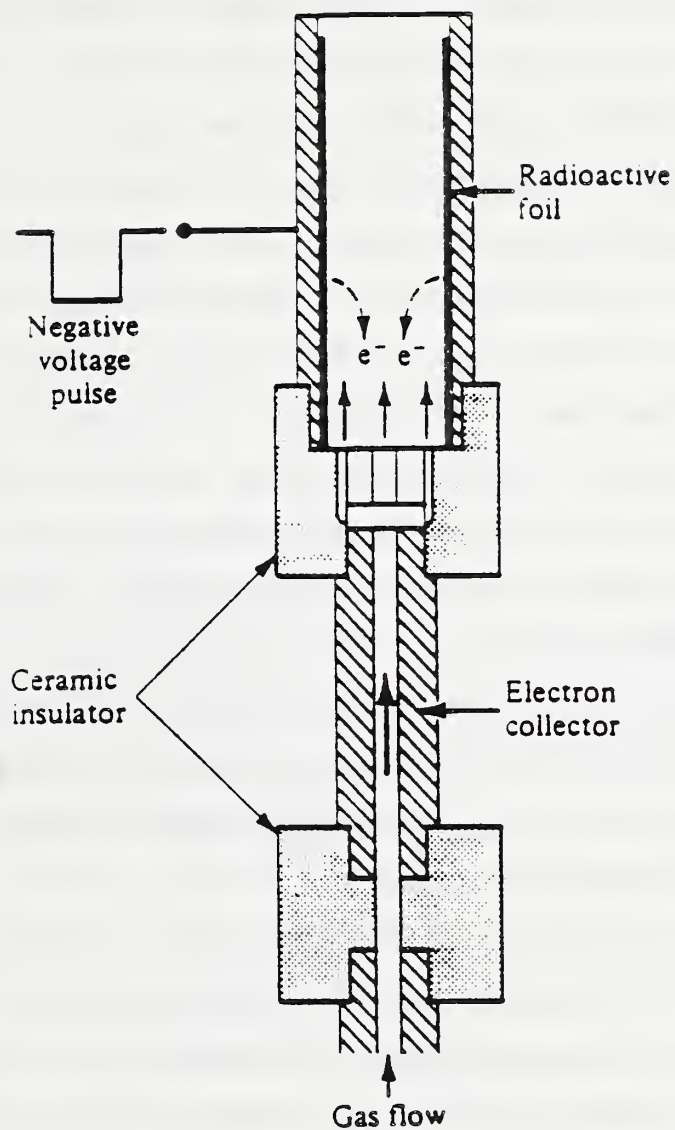 Radioactive
foil
Negative
voltage
pulse
e⁻ e⁻
Ceramic
insulator
Electron
collector
Gas flow